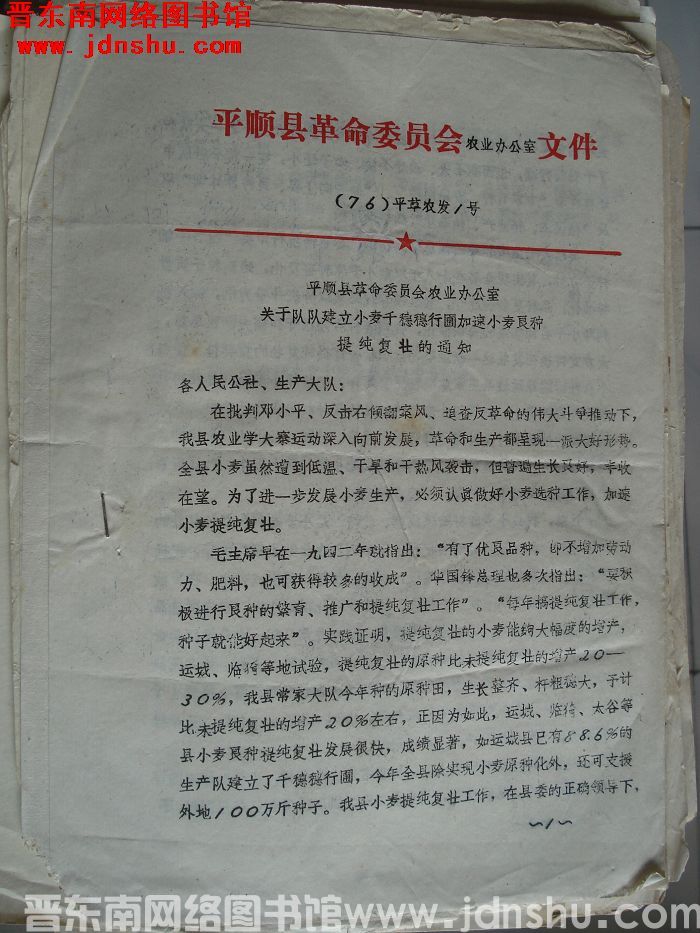 晋东南网络图书馆
www.jdnshu.com
平顺县革命委员会农业办公室文件
(76)平革农发1号
平顺县革命委员会农业办公室
关于队队建立小麦千穗穗行圃加速小麦良种
提纯复壮的通知
各人民公社、生产大队:
在批判邓小平、反击右倾翻案风、追查反革命的伟大斗争推动下,
我县农业学大寨运动深入向前发展,革命和生产都呈现一派大好形势。
全县小麦虽然遭到低温、干旱和干热风袭击,但普遍生长良好,丰收
在望。为了进一步发展小麦生产,必须认真做好小麦选种工作,加速
小麦提纯复壮。
毛主席早在一九四二年就指出:“有了优良品种,即不增加劳动
力、肥料,也可获得较多的收成”。华国锋总理也多次指出:“要积
极进行良种的繁育、推广和提纯复壮工作”。“每年搞提纯复壮工作,
种子就能好起来”。实践证明,提纯复壮的小麦能夠大幅度的增产,
运城、临猗等地试验,提纯复壮的原种比未提纯复壮的增产20—
30%,我县常家大队今年种的原种田,生长整齐、秆粗穗大,予计
比未提纯复壮的增产20%左右,正因为如此,运城、临猗、太谷等
县小麦良种提纯复壮发展很快,成绩显著,如运城县已有88.6%的
生产队建立了千穗穗行圃,今年全县除实现小麦原种化外,还可支援
外地100万斤种子。我县小麦提纯复壮工作,在县委的正确领导下,
~1~
晋东南网络图书馆www.jdnshu.com